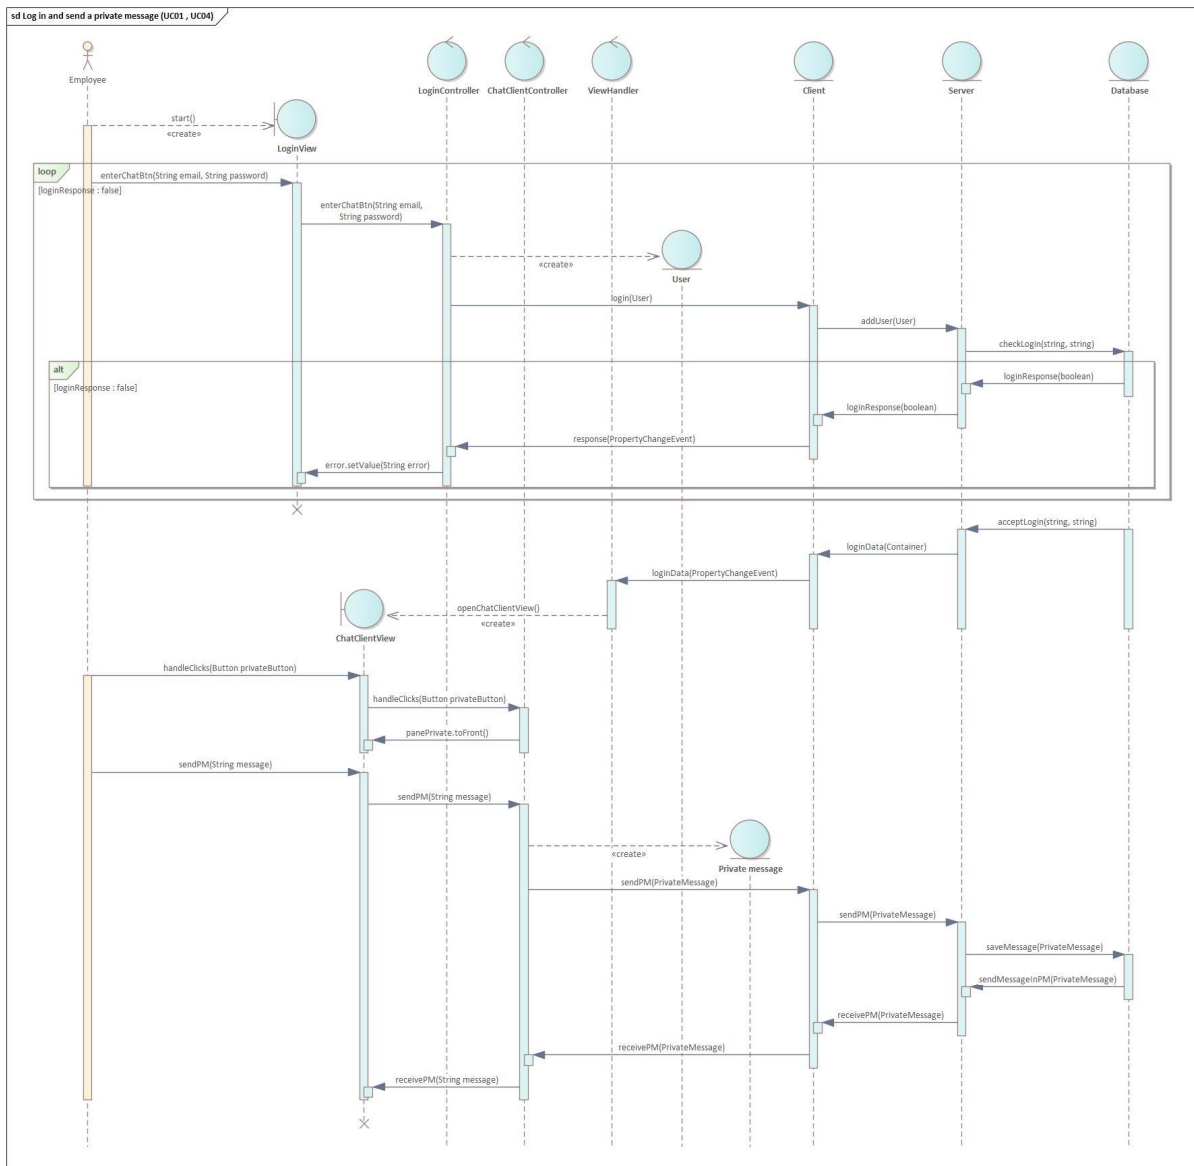 sd Log in and send a private message (UC01 , UC04)
Employee
LoginController
ChatClientController
ViewHandler
Client
Server
Database
start()
«create»
LoginView
loop
[loginResponse : false]
enterChatBtn(String email, String password)
enterChatBtn(String email,
String password)
«create»
User
login(User)
addUser(User)
checkLogin(string, string)
alt
[loginResponse : false]
loginResponse(boolean)
loginResponse(boolean)
response(PropertyChangeEvent)
error.setValue(String error)
acceptLogin(string, string)
loginData(Container)
loginData(PropertyChangeEvent)
openChatClientView()
«create»
ChatClientView
handleClicks(Button privateButton)
handleClicks(Button privateButton)
panePrivate.toFront()
sendPM(String message)
sendPM(String message)
«create»
Private message
sendPM(PrivateMessage)
sendPM(PrivateMessage)
saveMessage(PrivateMessage)
sendMessageInPM(PrivateMessage)
receivePM(PrivateMessage)
receivePM(PrivateMessage)
receivePM(String message)